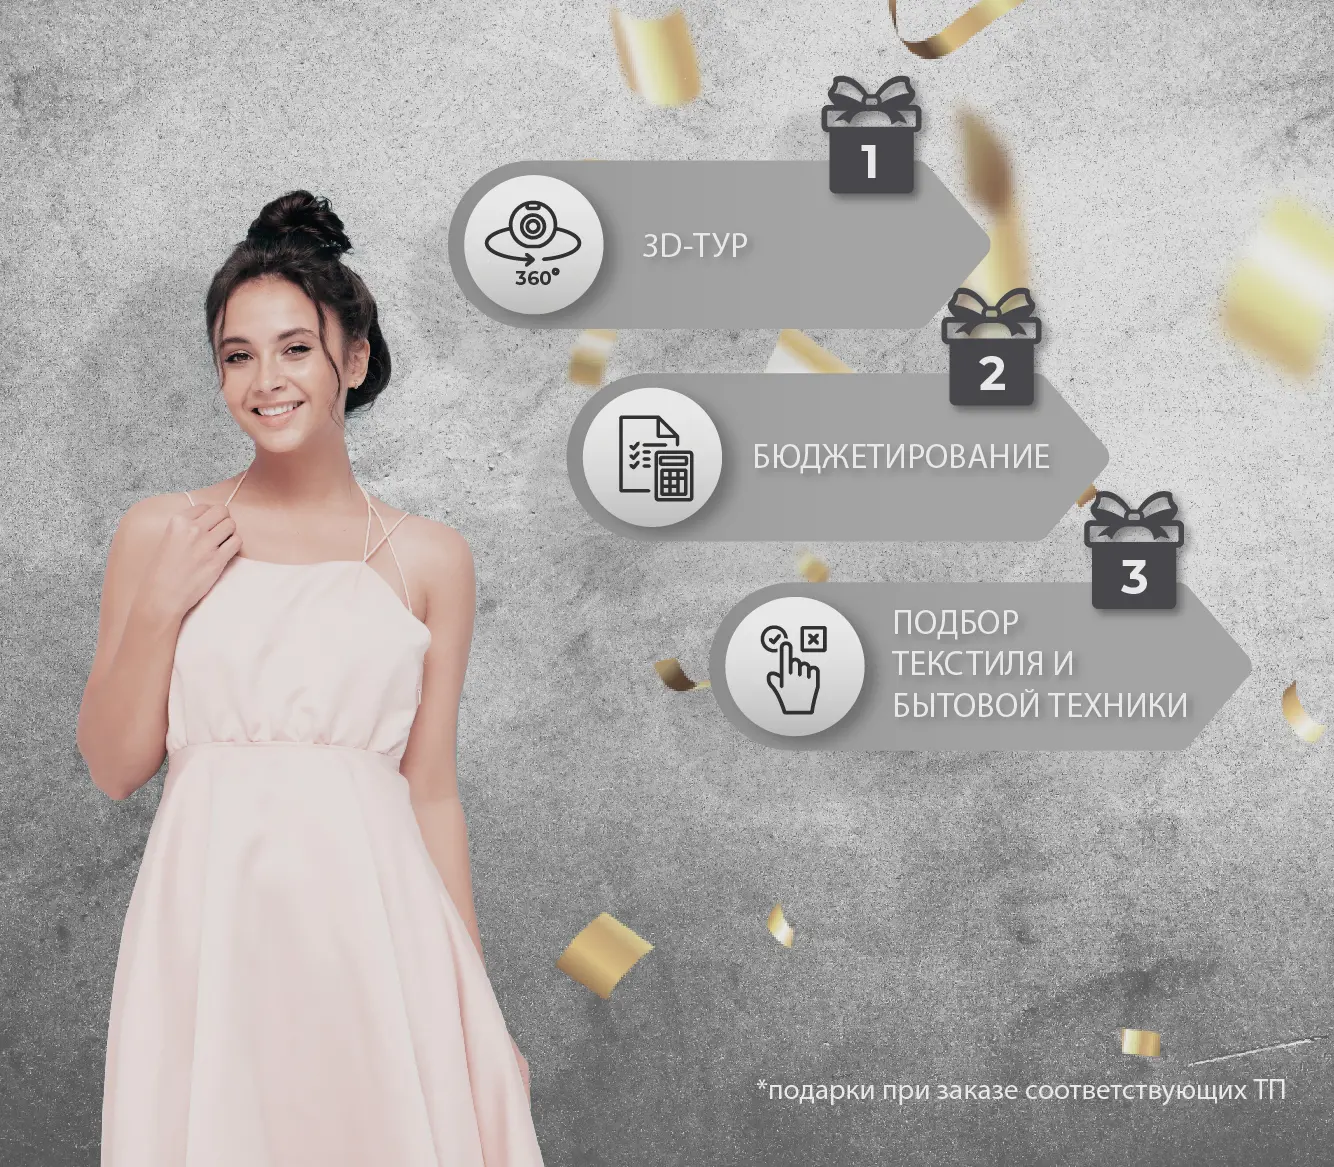 1
360°
3D-ТУР
2
БЮДЖЕТИРОВАНИЕ
3
ПОДБОР
ТЕКСТИЛЯ И
БЫТОВОЙ ТЕХНИКИ
*подарки при заказе соответствующих ТП